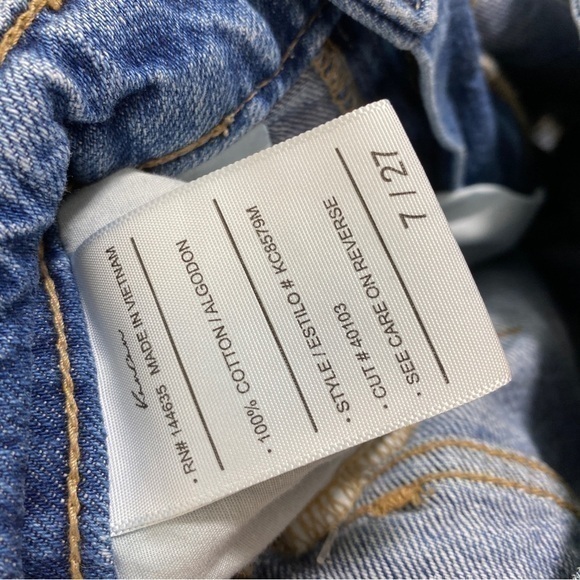 7 / 27
• SEE CARE ON REVERSE
• CUT # 40103
• STYLE / ESTILO # KC8579M
• 100% COTTON / ALGODON
• RN# 144635 MADE IN VIETNAM
Kancan